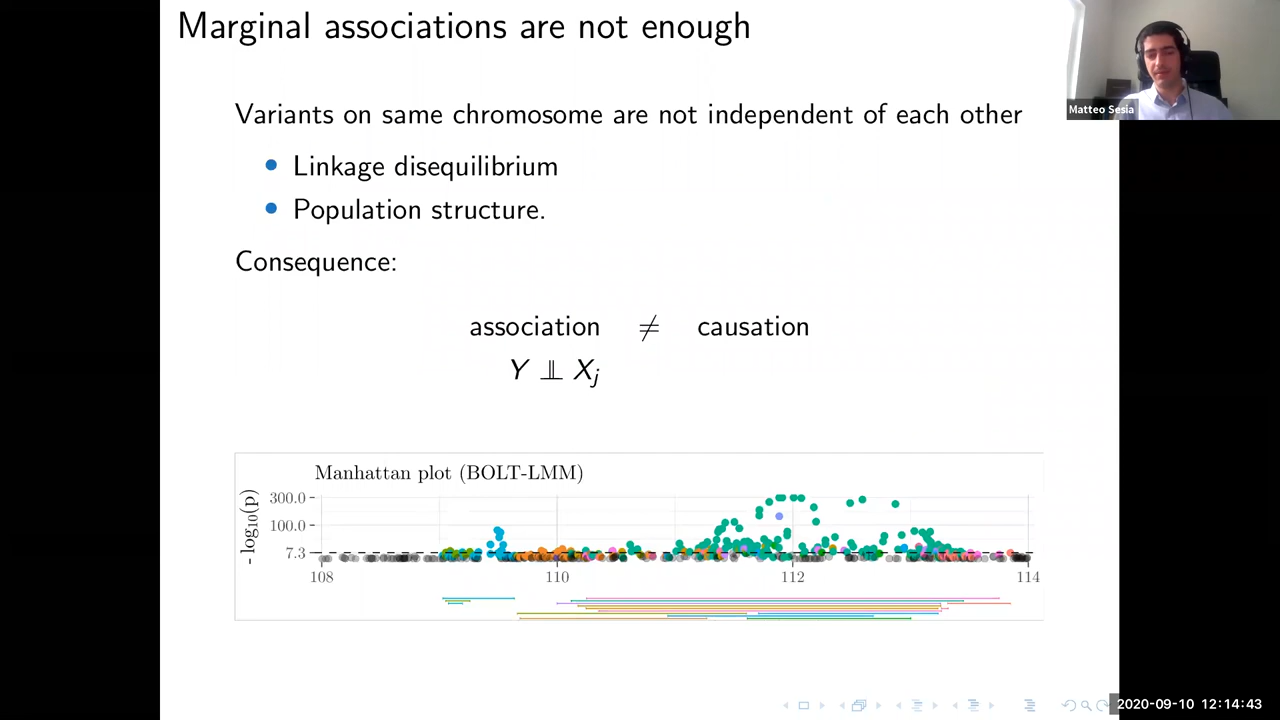 Marginal associations are not enough
Matteo Sesia
Variants on same chromosome are not independent of each other
Linkage disequilibrium
Population structure.
Consequence:
association ≠ causation
Y ⫫ Xj
Manhattan plot (BOLT-LMM)
- log10(p)
300.0
100.0
7.3
108 110 112 114
2020-09-10 12:14:43